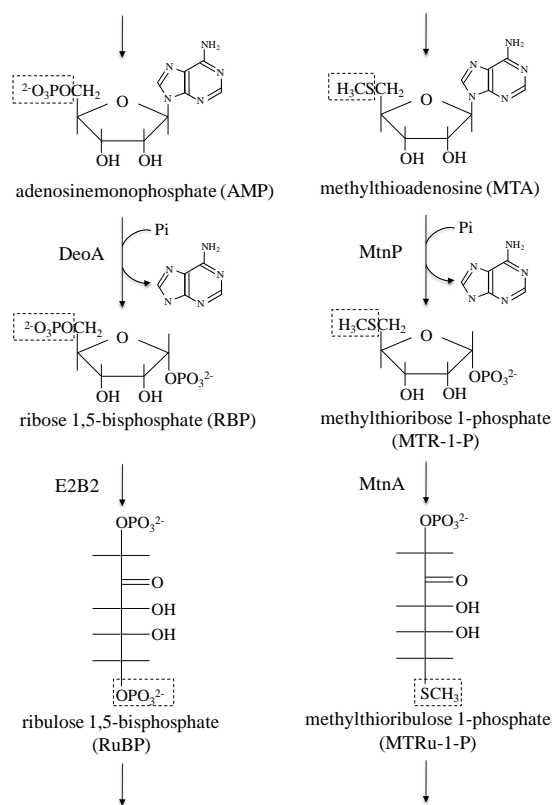 NH₂
N
N
N
N
²⁻O₃POCH₂
O
OH OH
adenosinemonophosphate (AMP)
DeoA
Pi
NH₂
N
N
N
N
H
²⁻O₃POCH₂
O
OPO₃²⁻
OH OH
ribose 1,5-bisphosphate (RBP)
E2B2
OPO₃²⁻
O
OH
OH
OPO₃²⁻
ribulose 1,5-bisphosphate
(RuBP)
NH₂
N
N
N
N
H₃CSCH₂
O
OH OH
methylthioadenosine (MTA)
MtnP
Pi
NH₂
N
N
N
N
H
H₃CSCH₂
O
OPO₃²⁻
OH OH
methylthioribose 1-phosphate
(MTR-1-P)
MtnA
OPO₃²⁻
O
OH
OH
SCH₃
methylthioribulose 1-phosphate
(MTRu-1-P)